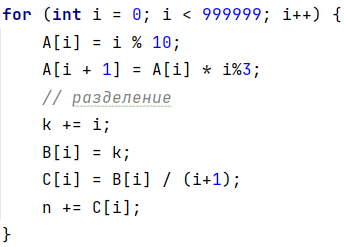 for (int i = 0; i < 999999; i++) {
    A[i] = i % 10;
    A[i + 1] = A[i] * i%3;
    // разделение
    k += i;
    B[i] = k;
    C[i] = B[i] / (i+1);
    n += C[i];
}